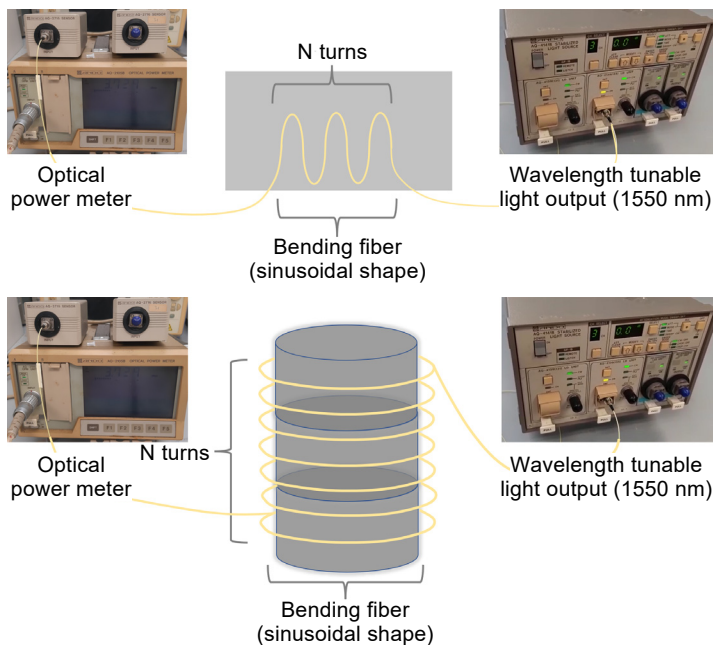 N turns
Optical
power meter
Wavelength tunable
light output (1550 nm)
Bending fiber
(sinusoidal shape)
N turns
Optical
power meter
Wavelength tunable
light output (1550 nm)
Bending fiber
(sinusoidal shape)